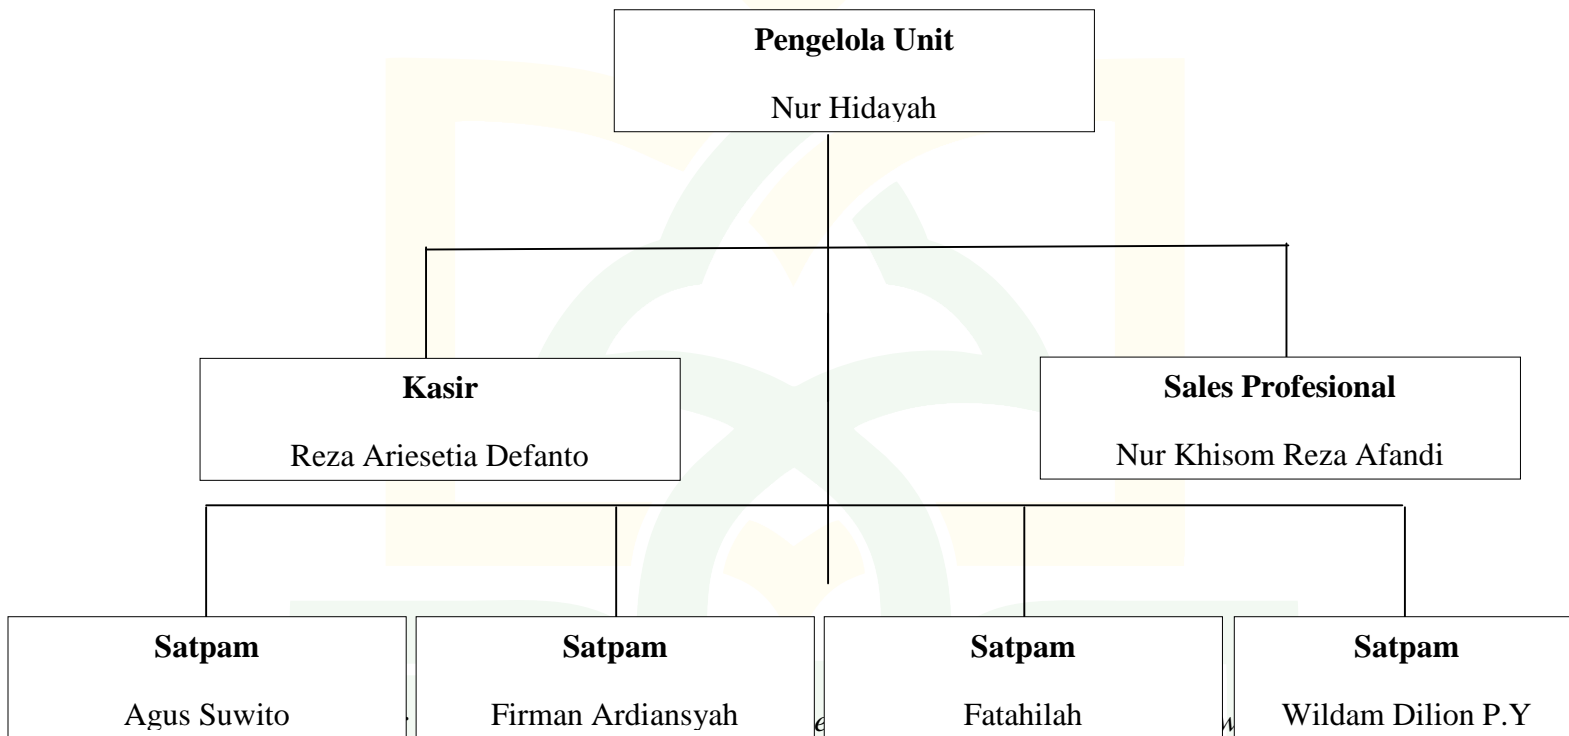 Pengelola Unit
Nur Hidayah
Kasir
Reza Ariesetia Defanto
Sales Profesional
Nur Khisom Reza Afandi
Satpam
Agus Suwito
Satpam
Firman Ardiansyah
Satpam
Fatahilah
Satpam
Wildam Dilion P.Y